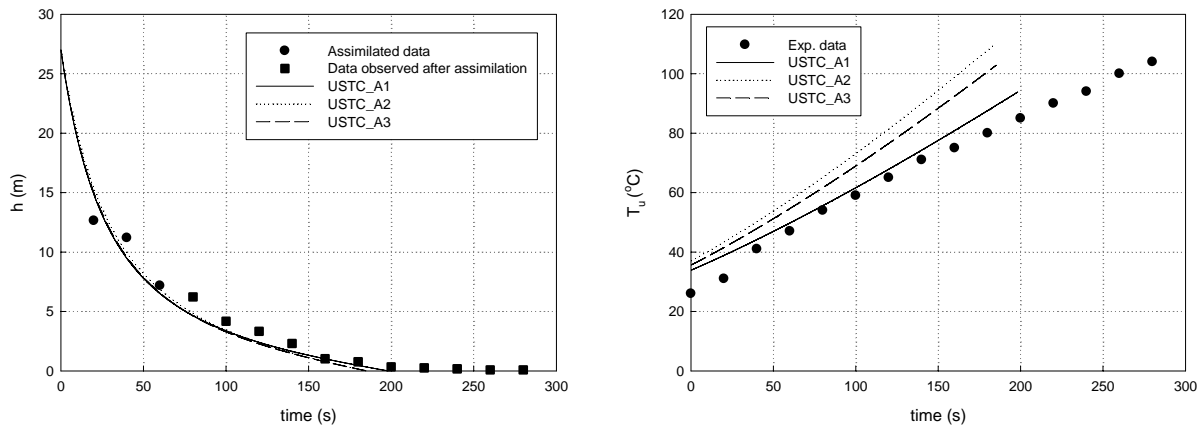 30
25
20
15
10
5
0
h (m)
0 50 100 150 200 250 300
time (s)
Assimilated data
Data observed after assimilation
USTC_A1
USTC_A2
USTC_A3
120
100
80
60
40
20
0
Tu (oC)
0 50 100 150 200 250 300
time (s)
Exp. data
USTC_A1
USTC_A2
USTC_A3